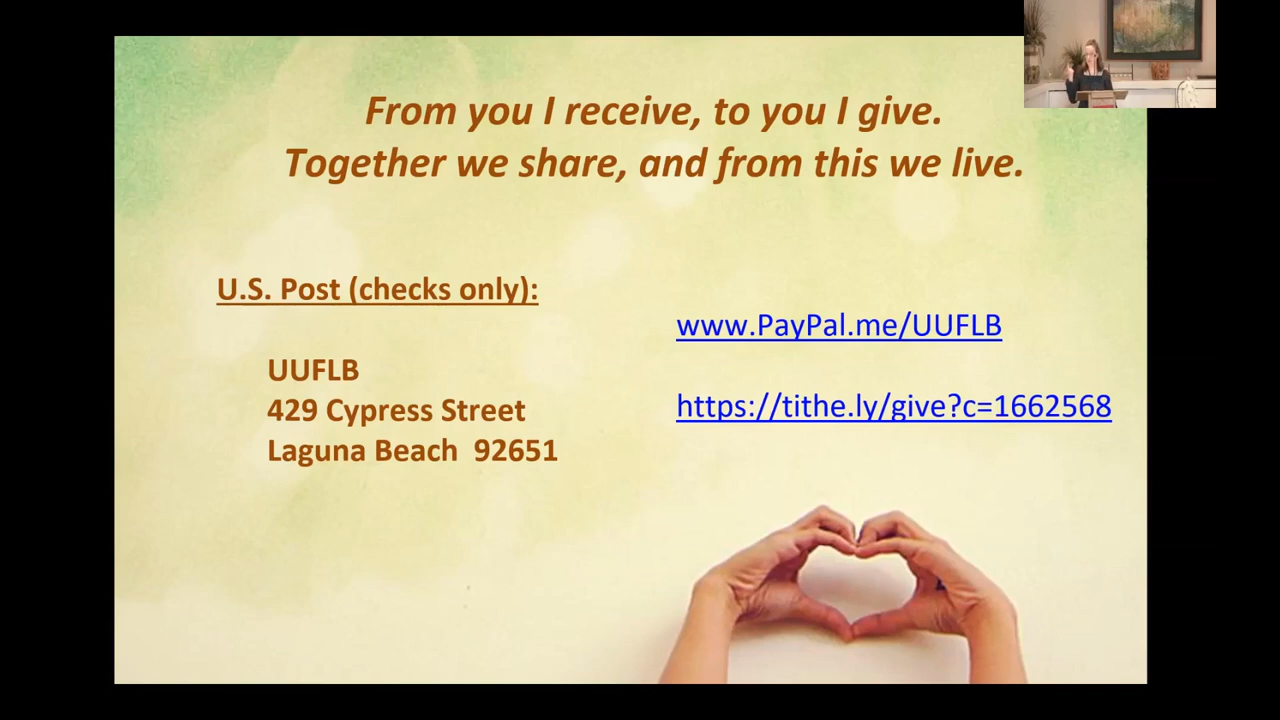 From you I receive, to you I give.
Together we share, and from this we live.
U.S. Post (checks only):
UUFLB
429 Cypress Street
Laguna Beach  92651
www.PayPal.me/UUFLB
https://tithe.ly/give?c=1662568